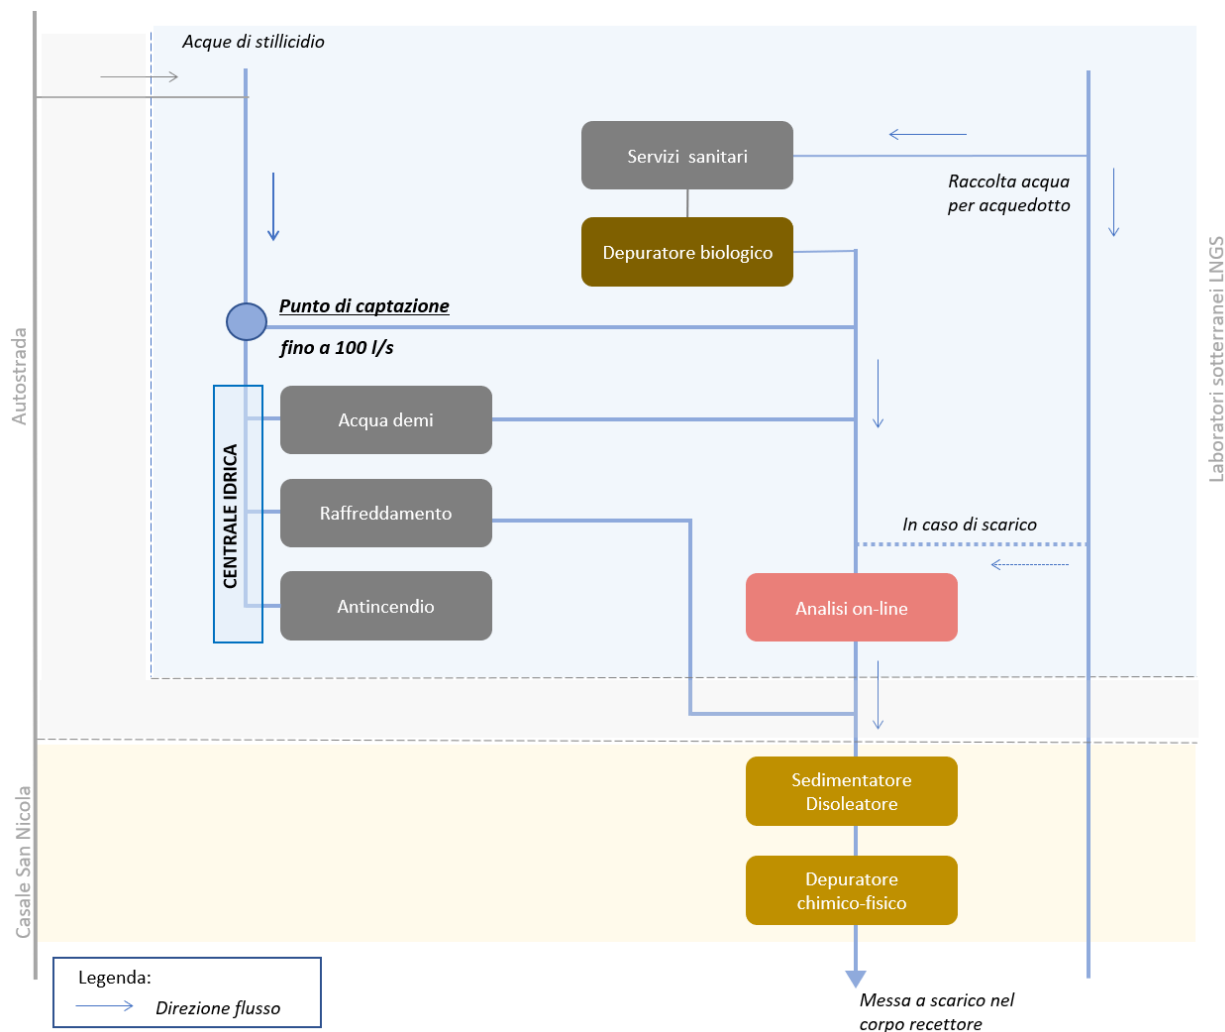 Acque di stillicidio
Servizi sanitari
Raccolta acqua
per acquedotto
Depuratore biologico
Punto di captazione
fino a 100 l/s
Autostrada
Laboratori sotterranei LNGS
CENTRALE IDRICA
Acqua demi
Raffreddamento
In caso di scarico
Antincendio
Analisi on-line
Casale San Nicola
Sedimentatore
Disoleatore
Depuratore
chimico-fisico
Legenda:
Direzione flusso
Messa a scarico nel
corpo recettore